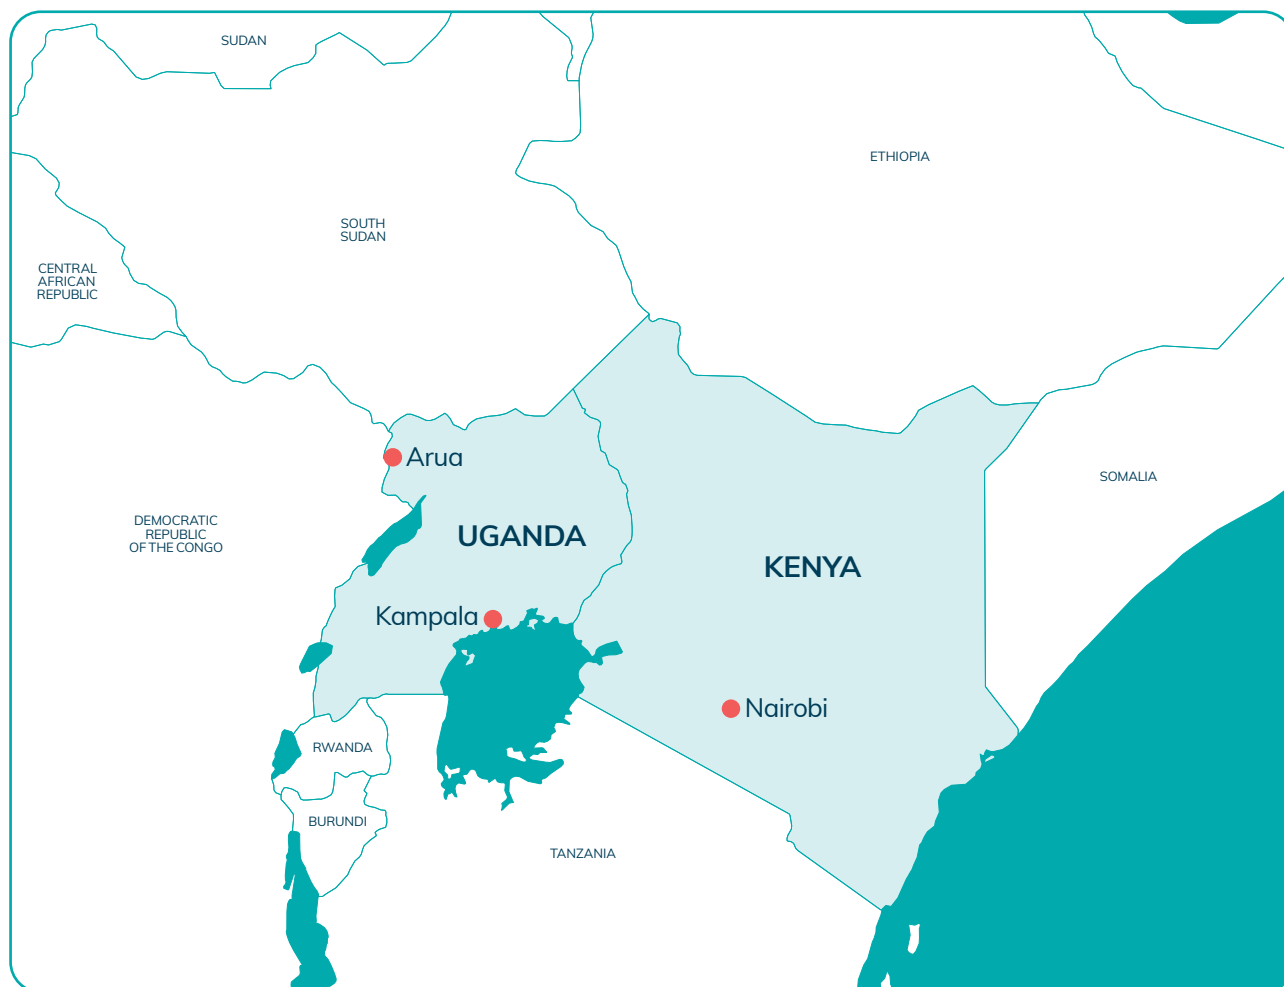 SUDAN
ETHIOPIA
SOUTH
SUDAN
CENTRAL
AFRICAN
REPUBLIC
Arua
SOMALIA
DEMOCRATIC
REPUBLIC
OF THE CONGO
UGANDA
KENYA
Kampala
Nairobi
RWANDA
BURUNDI
TANZANIA